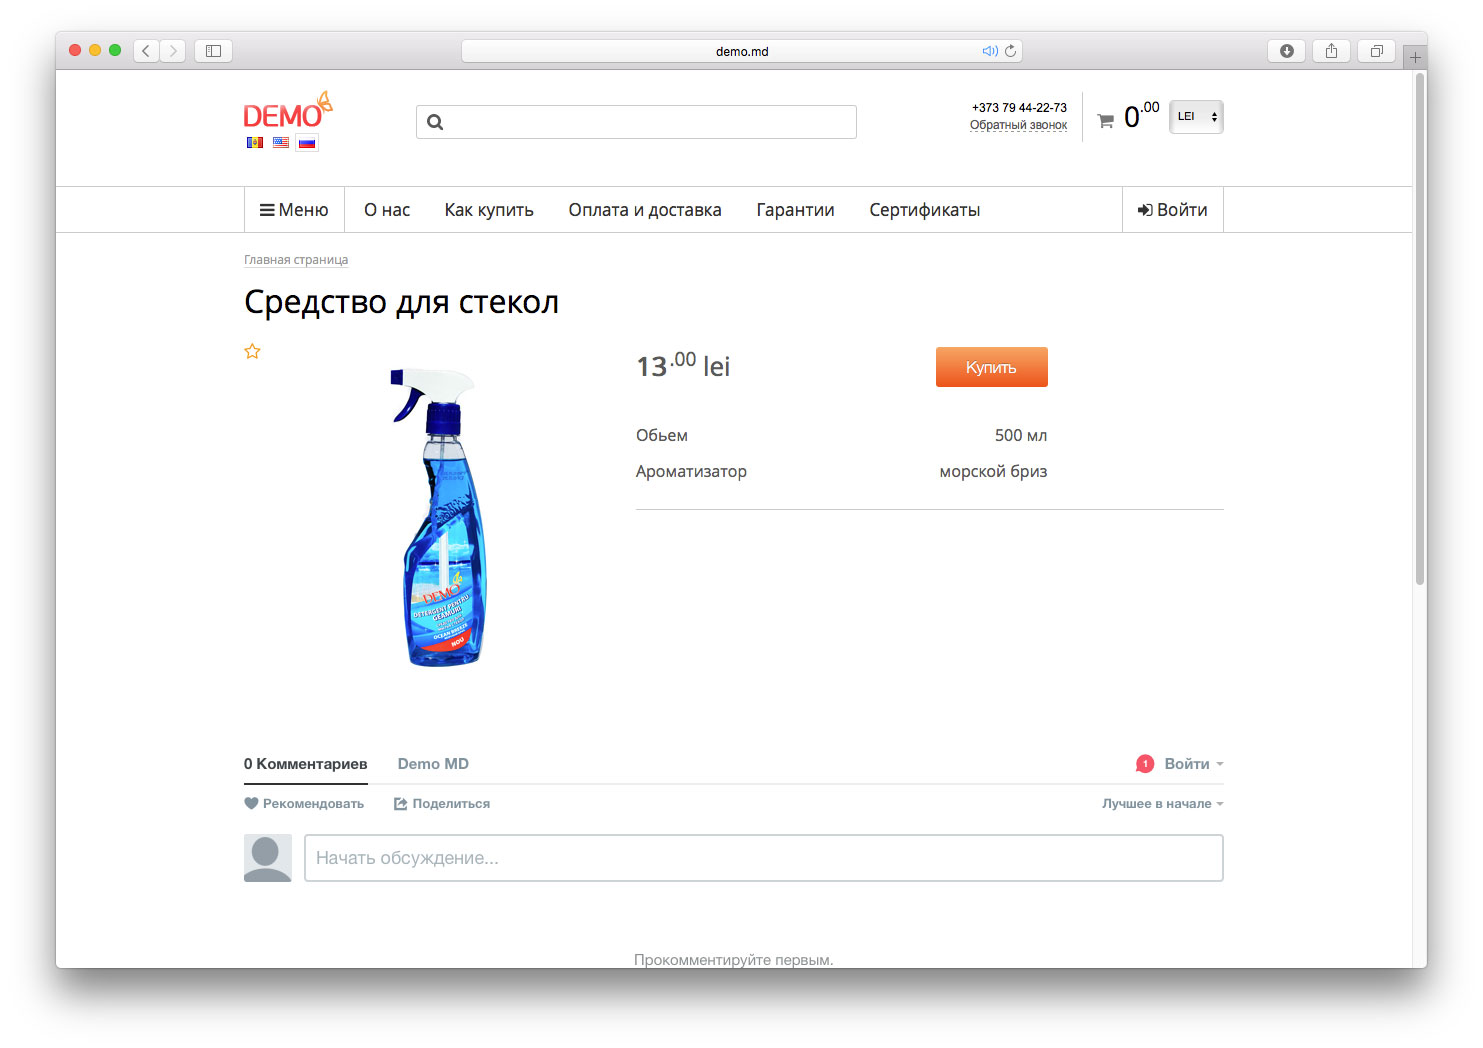 demo.md
DEMO
+373 79 44-22-73
Обратный звонок
0.00
LEI
Меню
О нас
Как купить
Оплата и доставка
Гарантии
Сертификаты
Войти
Главная страница
Средство для стекол
13.00 lei
Купить
Обьем
500 мл
Ароматизатор
морской бриз
DEMO
DETERGENT PENTRU
GEAMURI
OCEAN BREEZE
NOU
0 Комментариев
Demo MD
1
Войти
Рекомендовать
Поделиться
Лучшее в начале
Начать обсуждение...
Прокомментируйте первым.